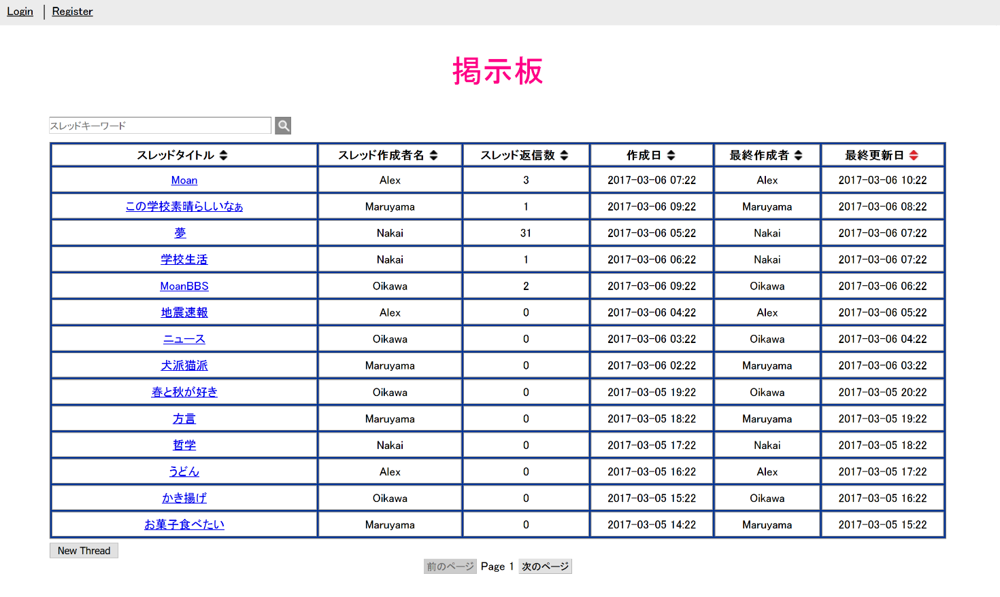 Login Register
掲示板
スレッドキーワード
スレッドタイトル スレッド作成者名 スレッド返信数 作成日 最終作成者 最終更新日
Moan Alex 3 2017-03-06 07:22 Alex 2017-03-06 10:22
この学校素晴らしいなぁ Maruyama 1 2017-03-06 09:22 Maruyama 2017-03-06 08:22
夢 Nakai 31 2017-03-06 05:22 Nakai 2017-03-06 07:22
学校生活 Nakai 1 2017-03-06 06:22 Nakai 2017-03-06 07:22
MoanBBS Oikawa 2 2017-03-06 09:22 Oikawa 2017-03-06 06:22
地震速報 Alex 0 2017-03-06 04:22 Alex 2017-03-06 05:22
ニュース Oikawa 0 2017-03-06 03:22 Oikawa 2017-03-06 04:22
犬派猫派 Maruyama 0 2017-03-06 02:22 Maruyama 2017-03-06 03:22
春と秋が好き Oikawa 0 2017-03-05 19:22 Oikawa 2017-03-05 20:22
方言 Maruyama 0 2017-03-05 18:22 Maruyama 2017-03-05 19:22
哲学 Nakai 0 2017-03-05 17:22 Nakai 2017-03-05 18:22
うどん Alex 0 2017-03-05 16:22 Alex 2017-03-05 17:22
かき揚げ Oikawa 0 2017-03-05 15:22 Oikawa 2017-03-05 16:22
お菓子食べたい Maruyama 0 2017-03-05 14:22 Maruyama 2017-03-05 15:22
New Thread
前のページ Page 1 次のページ